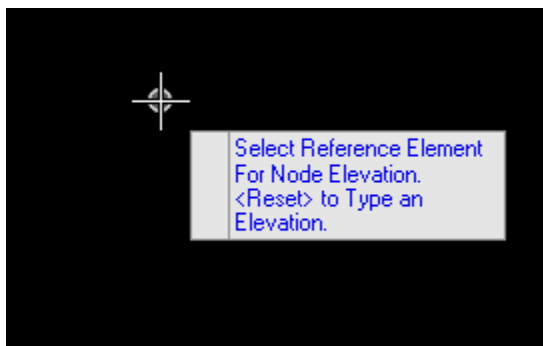 Select Reference Element
For Node Elevation.
<Reset> to Type an
Elevation.